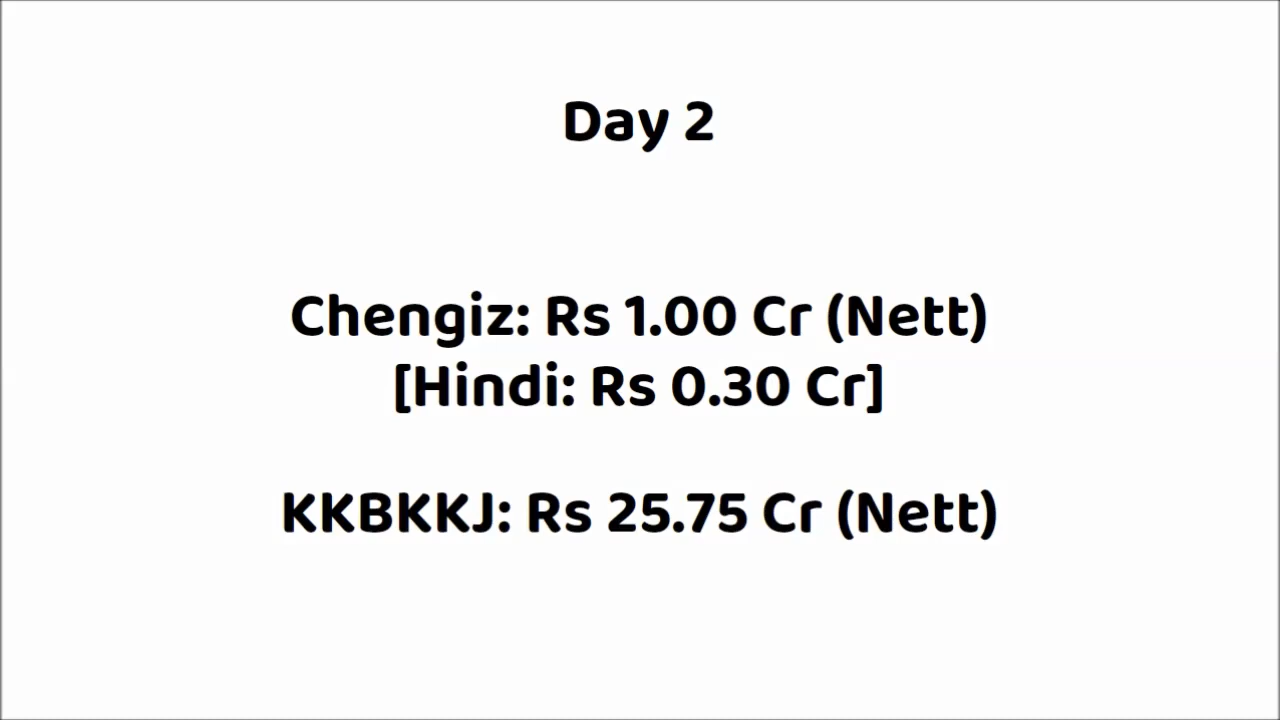 Day 2
Chengiz: Rs 1.00 Cr (Nett)
[Hindi: Rs 0.30 Cr]
KKBKKJ: Rs 25.75 Cr (Nett)